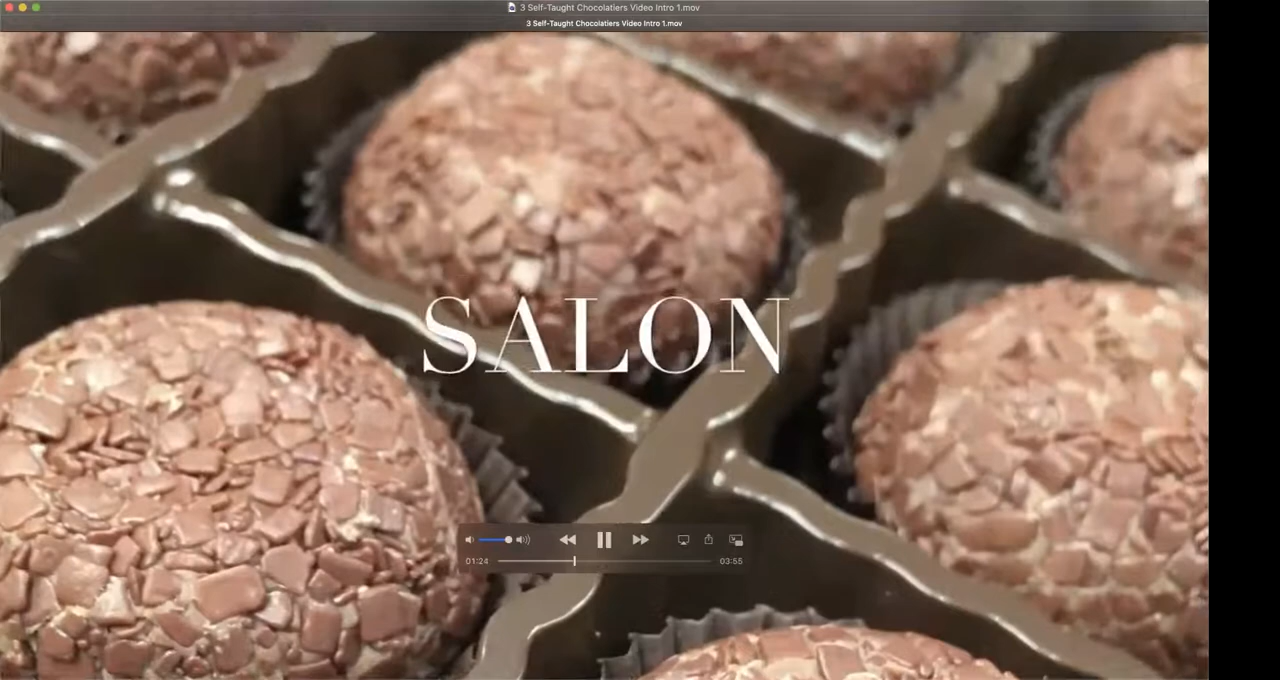 3 Self-Taught Chocolatiers Video Intro 1.mov
3 Self-Taught Chocolatiers Video Intro 1.mov
SALON
01:24
03:55